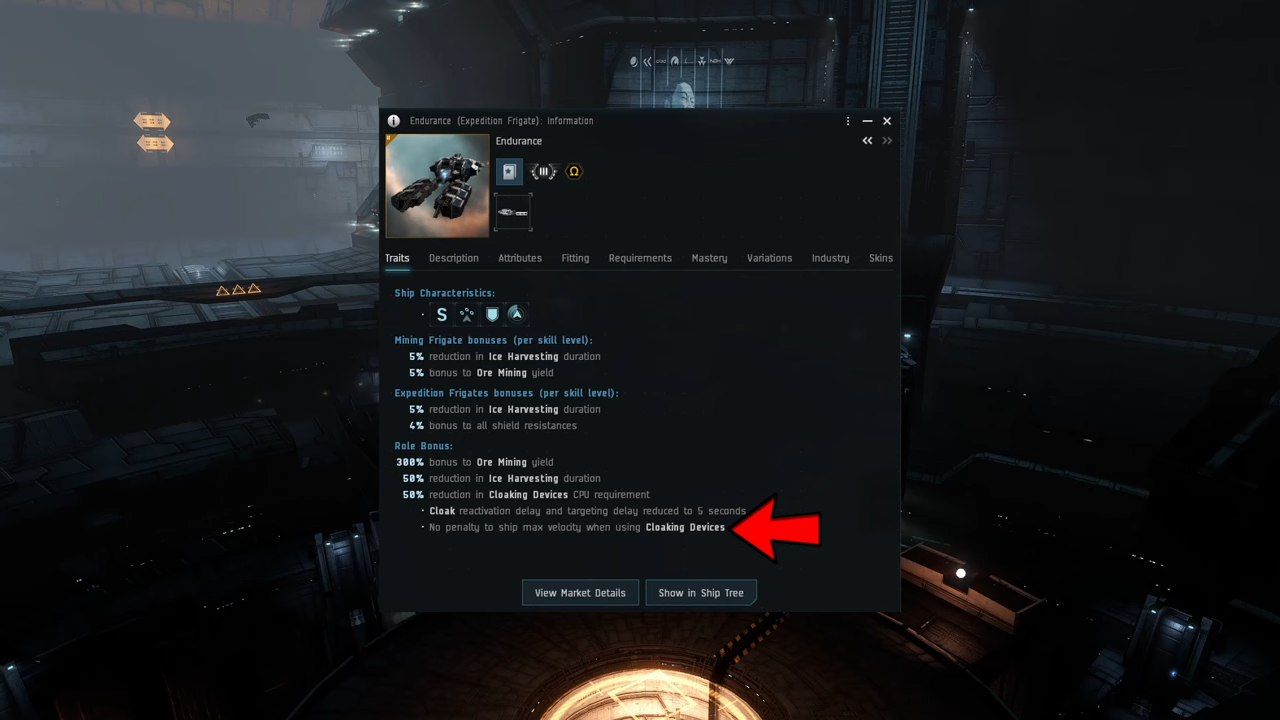 Endurance (Expedition Frigate): Information
Endurance
Ω
Traits Description Attributes Fitting Requirements Mastery Variations Industry Skins
Ship Characteristics:
· S
Mining Frigate bonuses (per skill level):
5% reduction in Ice Harvesting duration
5% bonus to Ore Mining yield
Expedition Frigates bonuses (per skill level):
5% reduction in Ice Harvesting duration
4% bonus to all shield resistances
Role Bonus:
300% bonus to Ore Mining yield
50% reduction in Ice Harvesting duration
50% reduction in Cloaking Devices CPU requirement
· Cloak reactivation delay and targeting delay reduced to 5 seconds
· No penalty to ship max velocity when using Cloaking Devices
View Market Details Show in Ship Tree